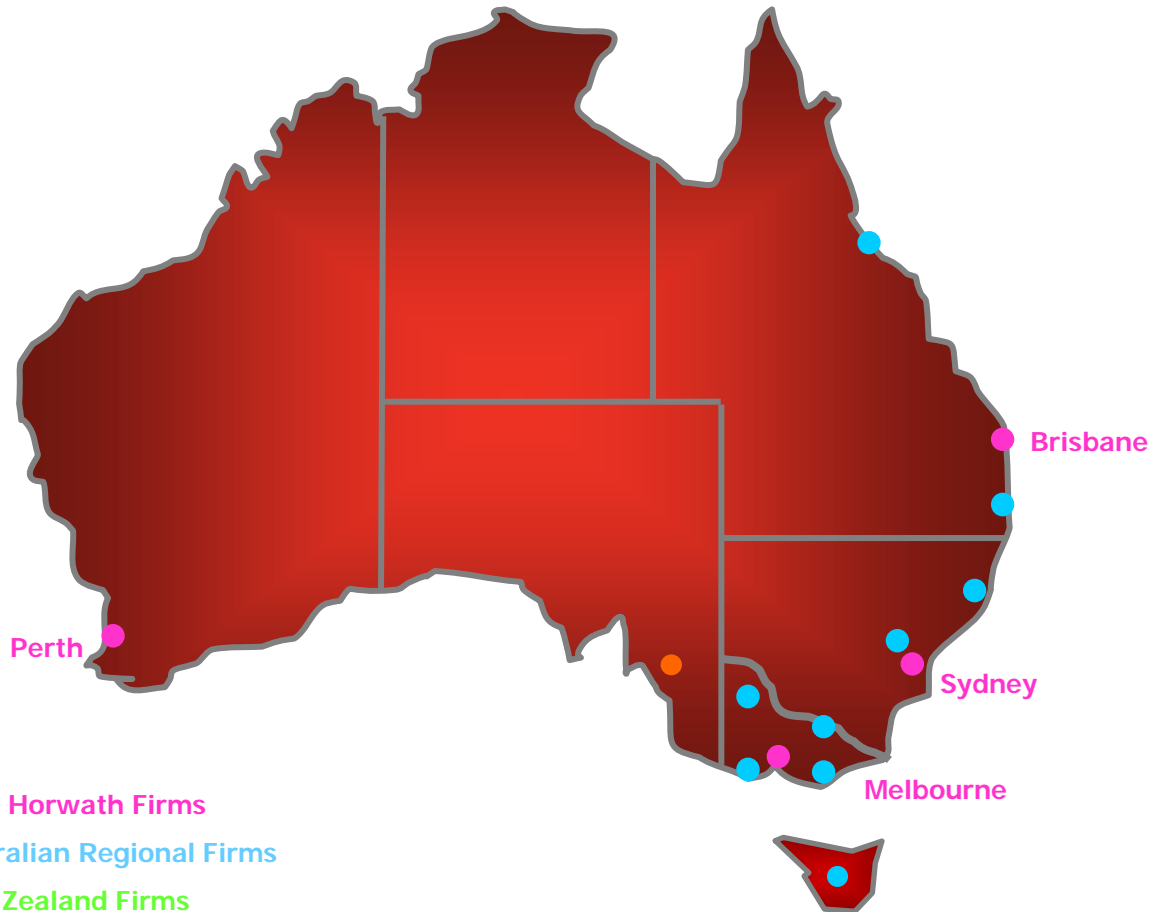 Brisbane
Perth
Sydney
Melbourne
Horwath Firms
ralian Regional Firms
Zealand Firms